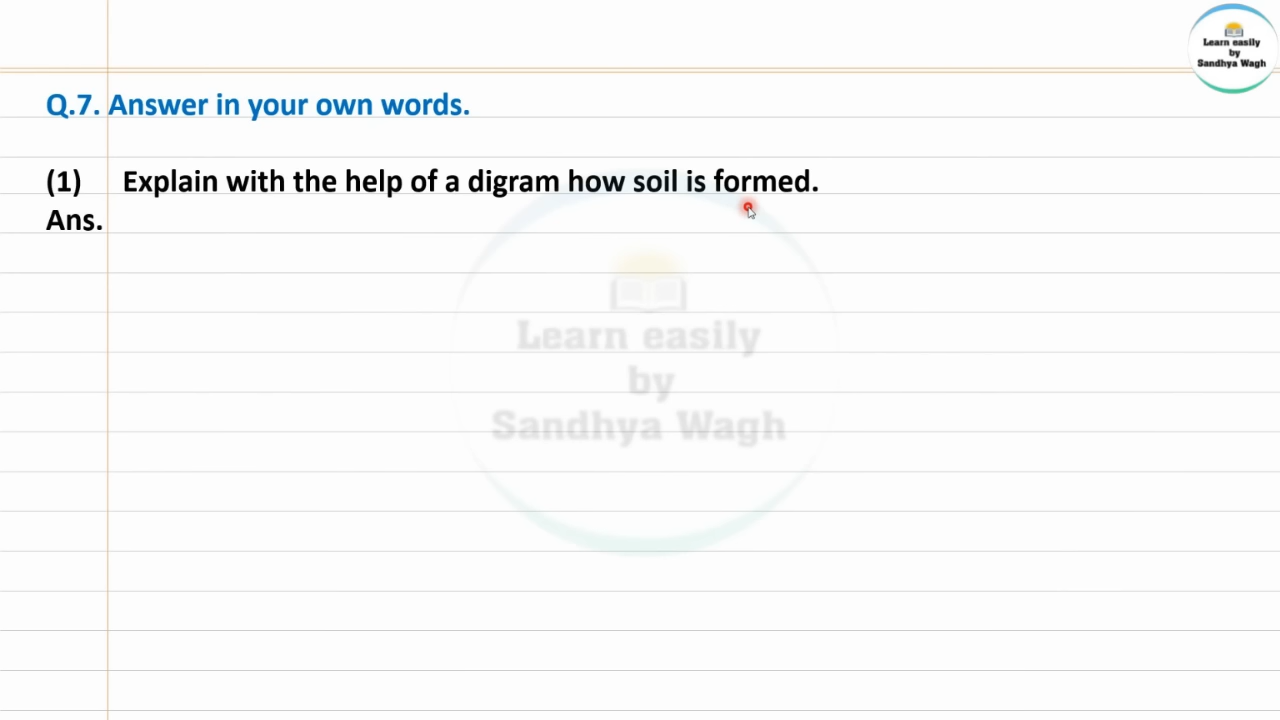 Learn easily
by
Sandhya Wagh
Q.7. Answer in your own words.
(1) Explain with the help of a digram how soil is formed.
Ans.
Learn easily
by
Sandhya Wagh